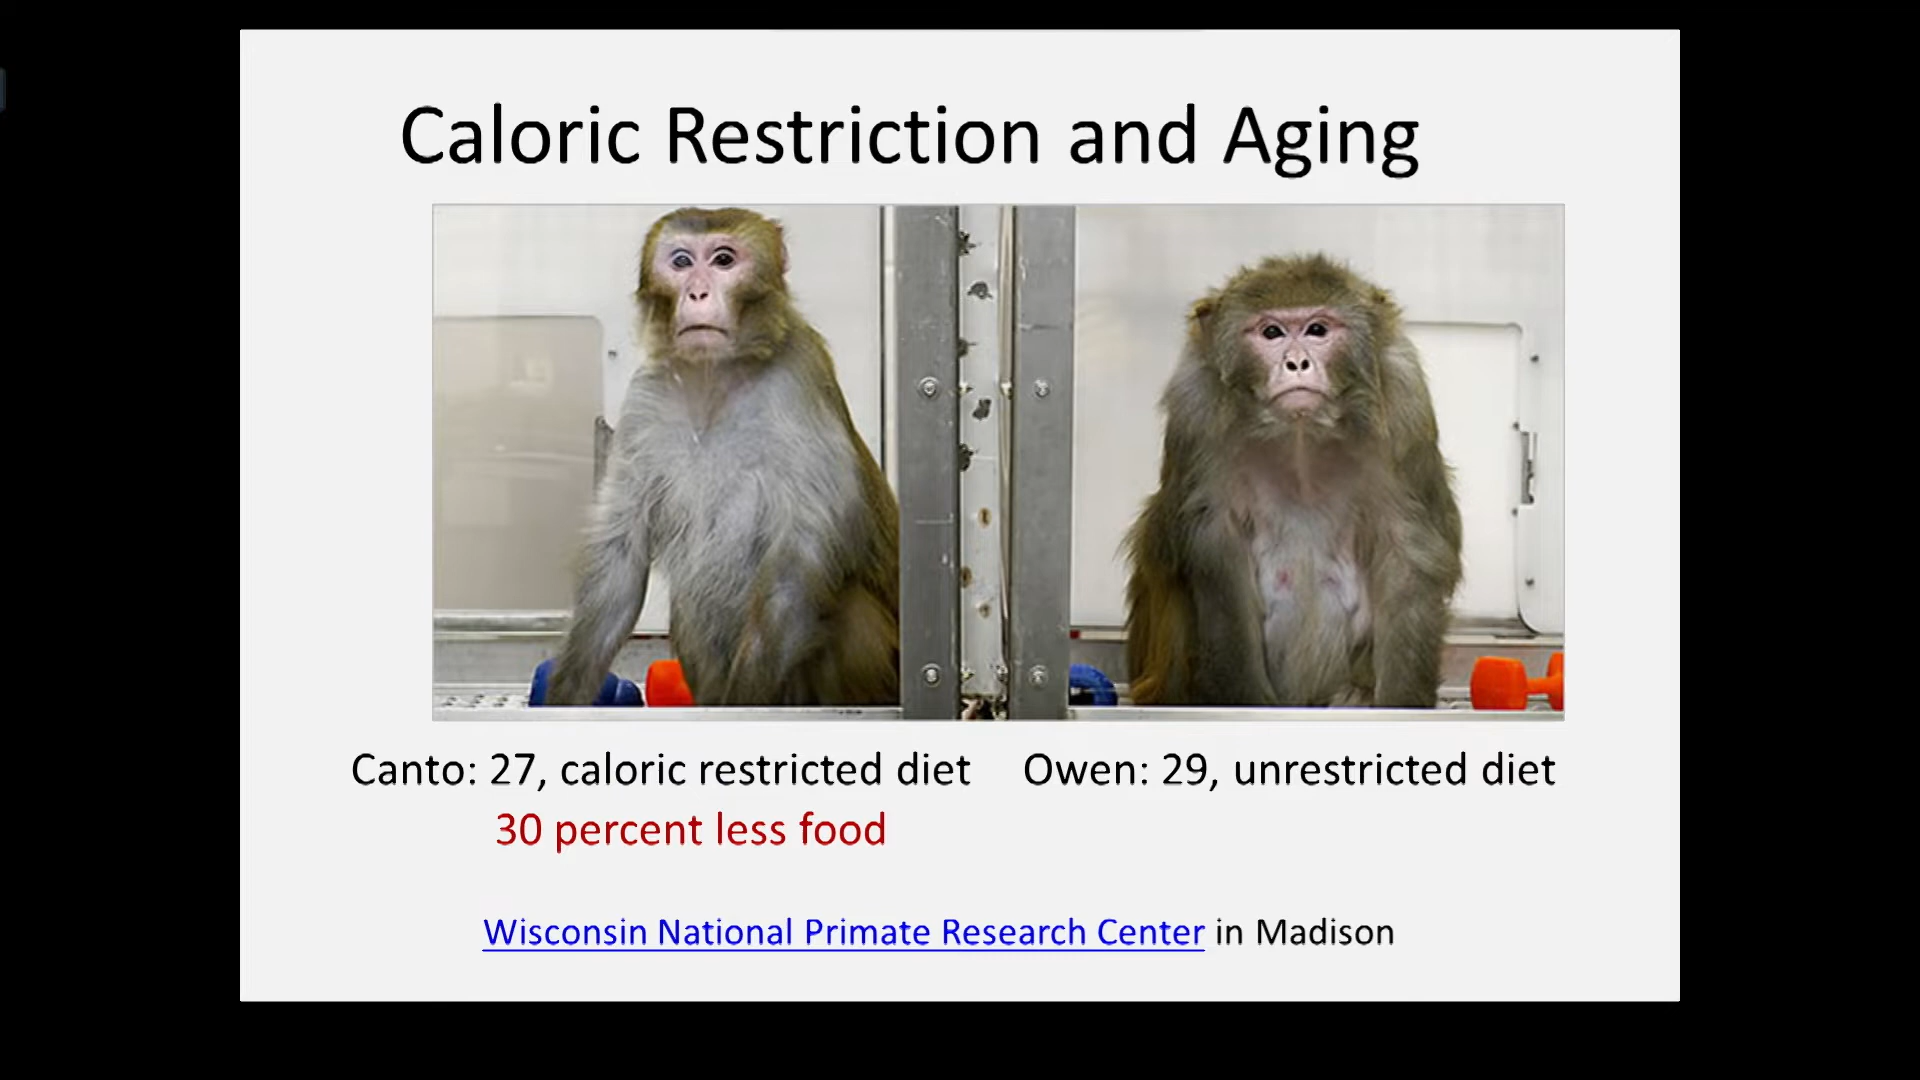 Caloric Restriction and Aging
Canto: 27, caloric restricted diet
Owen: 29, unrestricted diet
30 percent less food
Wisconsin National Primate Research Center in Madison